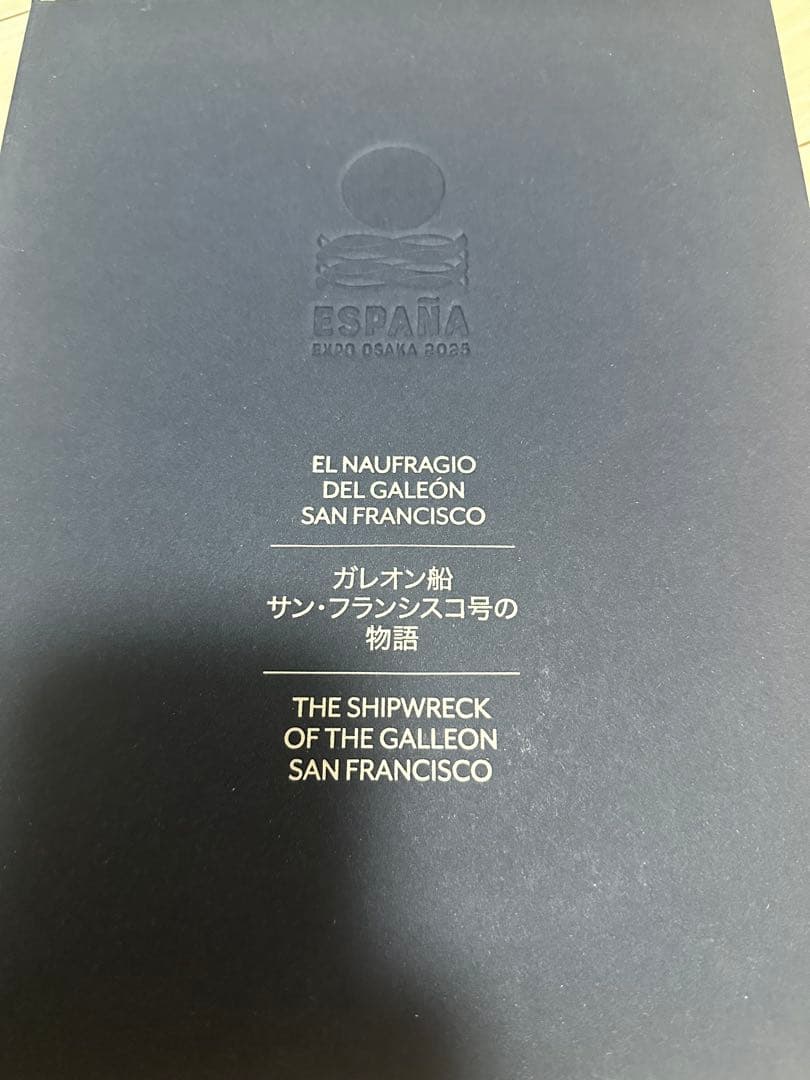 ESPAÑA
EXPO OSAKA 2025
EL NAUFRAGIO
DEL GALEÓN
SAN FRANCISCO
ガレオン船
サン・フランシスコ号の
物語
THE SHIPWRECK
OF THE GALLEON
SAN FRANCISCO